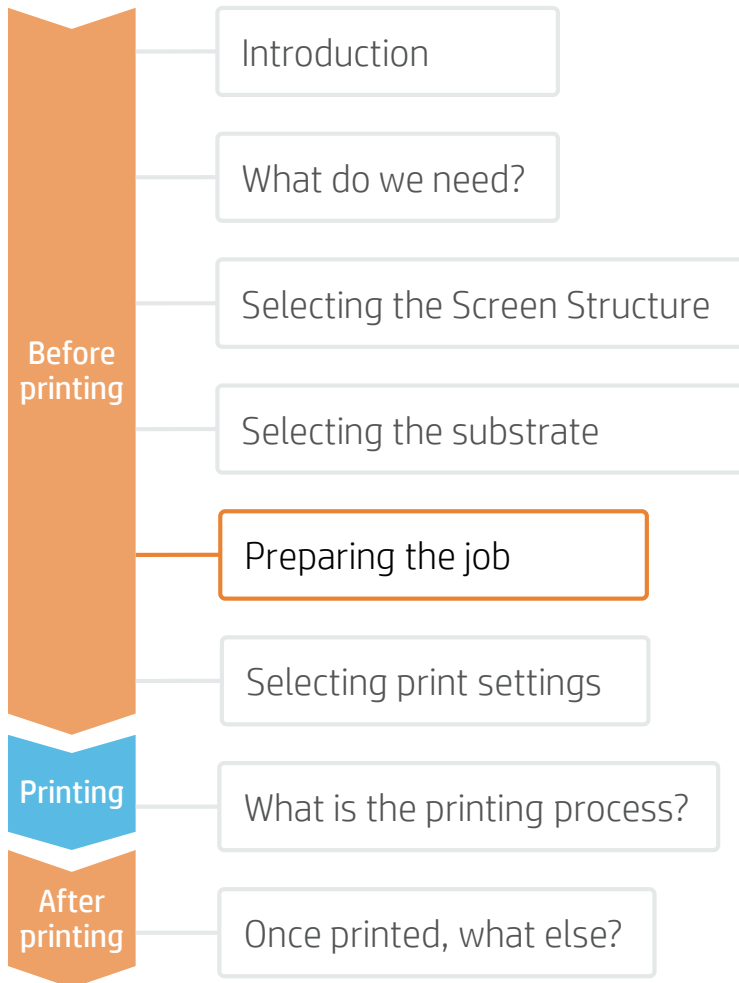 Introduction
What do we need?
Selecting the Screen Structure
Before
printing
Selecting the substrate
Preparing the job
Selecting print settings
Printing
What is the printing process?
After
printing
Once printed, what else?